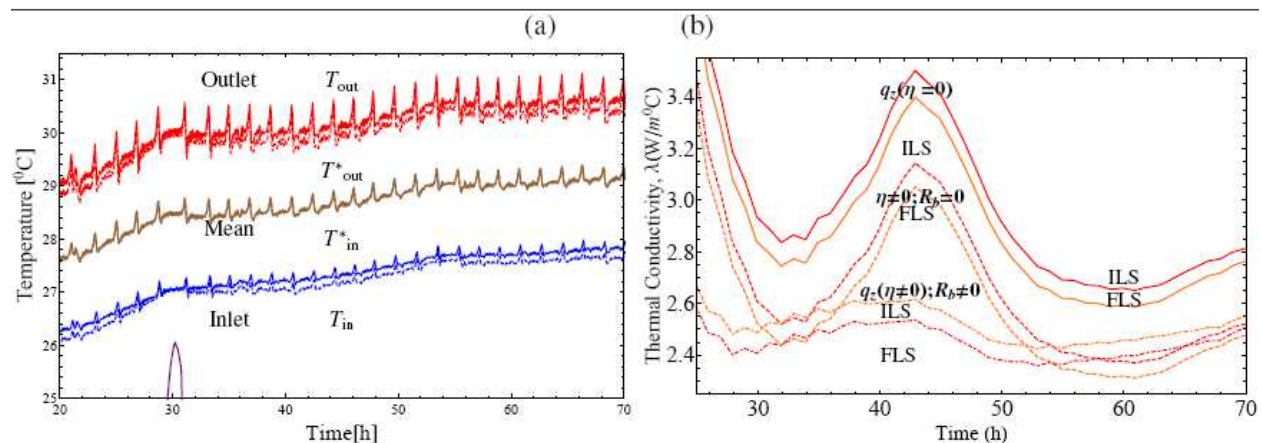 (a)
(b)
Temperature [⁰C]
31
30
29
28
27
26
25
Outlet
T_out
T*_out
Mean
T*_in
Inlet
T_in
20
30
40
50
60
70
Time[h]
Thermal Conductivity, λ(W/m⁰C)
3.4
3.2
3.0
2.8
2.6
2.4
q_z(η =0)
ILS
η≠0;R_b=0
FLS
ILS
FLS
q_z(η≠0);R_b≠0
ILS
FLS
30
40
50
60
70
Time (h)